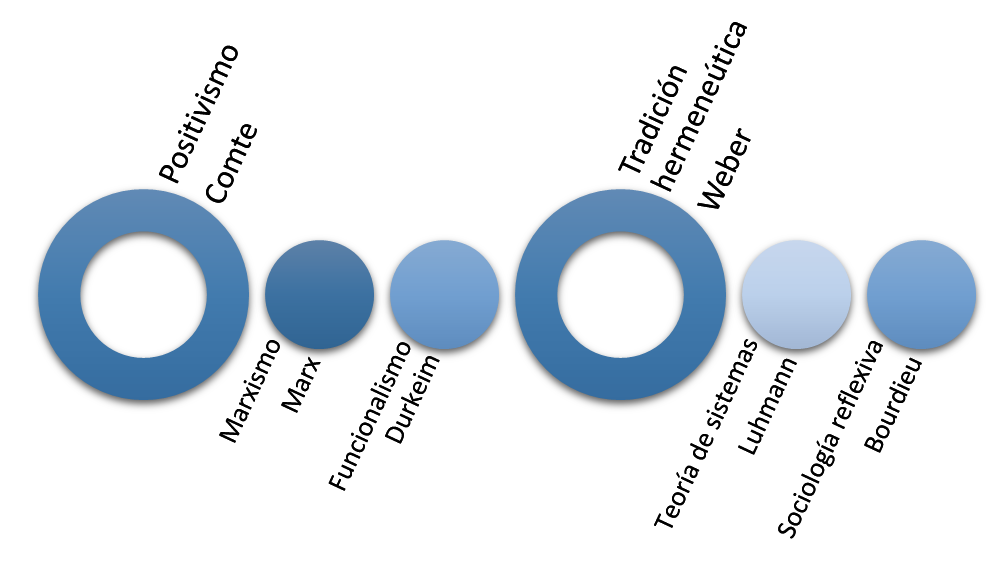 Positivismo
Comte
Marxismo
Marx
Funcionalismo
Durkeim
Tradición
hermeneútica
Weber
Teoría de sistemas
Luhmann
Sociología reflexiva
Bourdieu